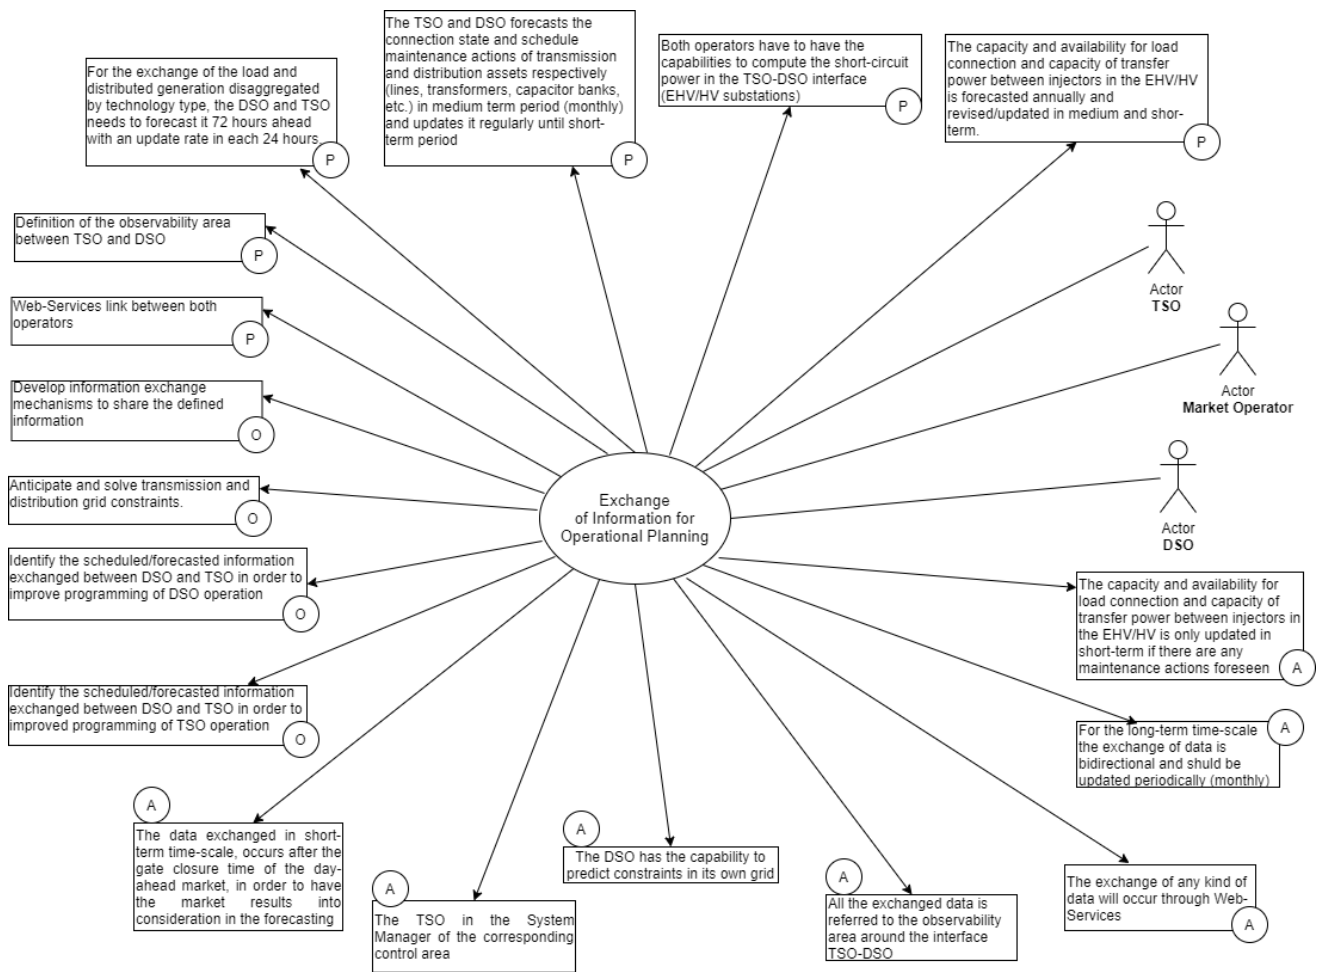 For the exchange of the load and
distributed generation disaggregated
by technology type, the DSO and TSO
needs to forecast it 72 hours ahead
with an update rate in each 24 hours.
P
The TSO and DSO forecasts the
connection state and schedule
maintenance actions of transmission
and distribution assets respectively
(lines, transformers, capacitor banks,
etc.) in medium term period (monthly)
and updates it regularly until short-
term period
P
Both operators have to have the
capabilities to compute the short-circuit
power in the TSO-DSO interface
(EHV/HV substations)
P
The capacity and availability for load
connection and capacity of transfer
power between injectors in the EHV/HV
is forecasted annually and
revised/updated in medium and shor-
term.
P
Definition of the observability area
between TSO and DSO
P
Web-Services link between both
operators
P
Develop information exchange
mechanisms to share the defined
information
O
Anticipate and solve transmission and
distribution grid constraints.
O
Identify the scheduled/forecasted information
exchanged between DSO and TSO in order to
improve programming of DSO operation
O
Identify the scheduled/forecasted information
exchanged between DSO and TSO in order to
improved programming of TSO operation
O
Exchange
of Information for
Operational Planning
Actor
TSO
Actor
Market Operator
Actor
DSO
The capacity and availability for
load connection and capacity of
transfer power between injectors in
the EHV/HV is only updated in
short-term if there are any
maintenance actions foreseen
A
For the long-term time-scale
the exchange of data is
bidirectional and shuld be
updated periodically (monthly)
A
A
The data exchanged in short-
term time-scale, occurs after the
gate closure time of the day-
ahead market, in order to have
the market results into
consideration in the forecasting
A
The TSO in the System
Manager of the corresponding
control area
A
The DSO has the capability to
predict constraints in its own grid
A
All the exchanged data is
referred to the observability
area around the interface
TSO-DSO
The exchange of any kind of
data will occur through Web-
Services
A